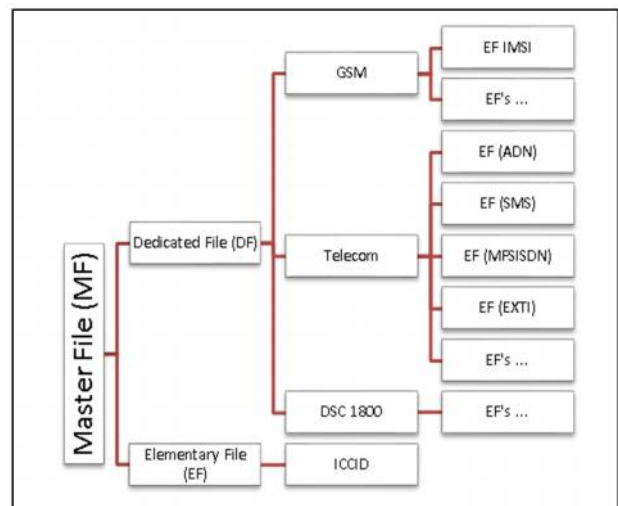 Master File (MF)
Dedicated File (DF)
GSM
EF IMSI
EF's ...
Telecom
EF (ADN)
EF (SMS)
EF (MPSISDN)
EF (EXTI)
EF's ...
DSC 1800
EF's ...
Elementary File
(EF)
ICCID